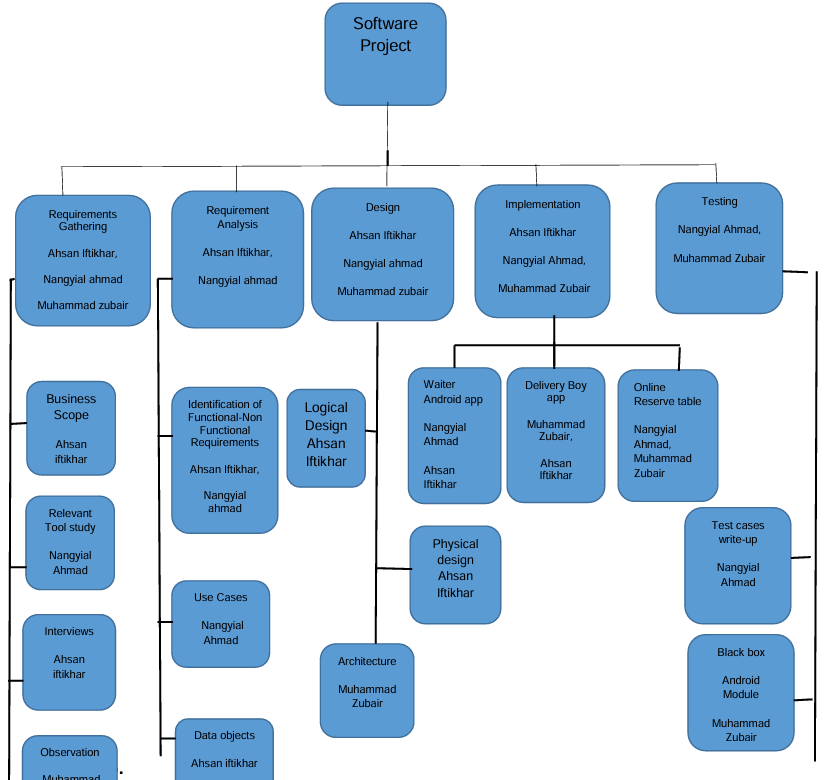 Software
Project
Requirements
Gathering
Ahsan Iftikhar,
Nangyial ahmad
Muhammad zubair
Requirement
Analysis
Ahsan Iftikhar,
Nangyial ahmad
Design
Ahsan Iftikhar
Nangyial ahmad
Muhammad zubair
Implementation
Ahsan Iftikhar
Nangyial Ahmad,
Muhammad Zubair
Testing
Nangyial Ahmad,
Muhammad Zubair
Business
Scope
Ahsan
iftikhar
Relevant
Tool study
Nangyial
Ahmad
Interviews
Ahsan
iftikhar
Observation
Muhammad
Identification of
Functional-Non
Functional
Requirements
Ahsan Iftikhar,
Nangyial
ahmad
Use Cases
Nangyial
Ahmad
Data objects
Ahsan iftikhar
Logical
Design
Ahsan
Iftikhar
Physical
design
Ahsan
Iftikhar
Architecture
Muhammad
Zubair
Waiter
Android app
Nangyial
Ahmad
Ahsan
Iftikhar
Delivery Boy
app
Muhammad
Zubair,
Ahsan
Iftikhar
Online
Reserve table
Nangyial
Ahmad,
Muhammad
Zubair
Test cases
write-up
Nangyial
Ahmad
Black box
Android
Module
Muhammad
Zubair